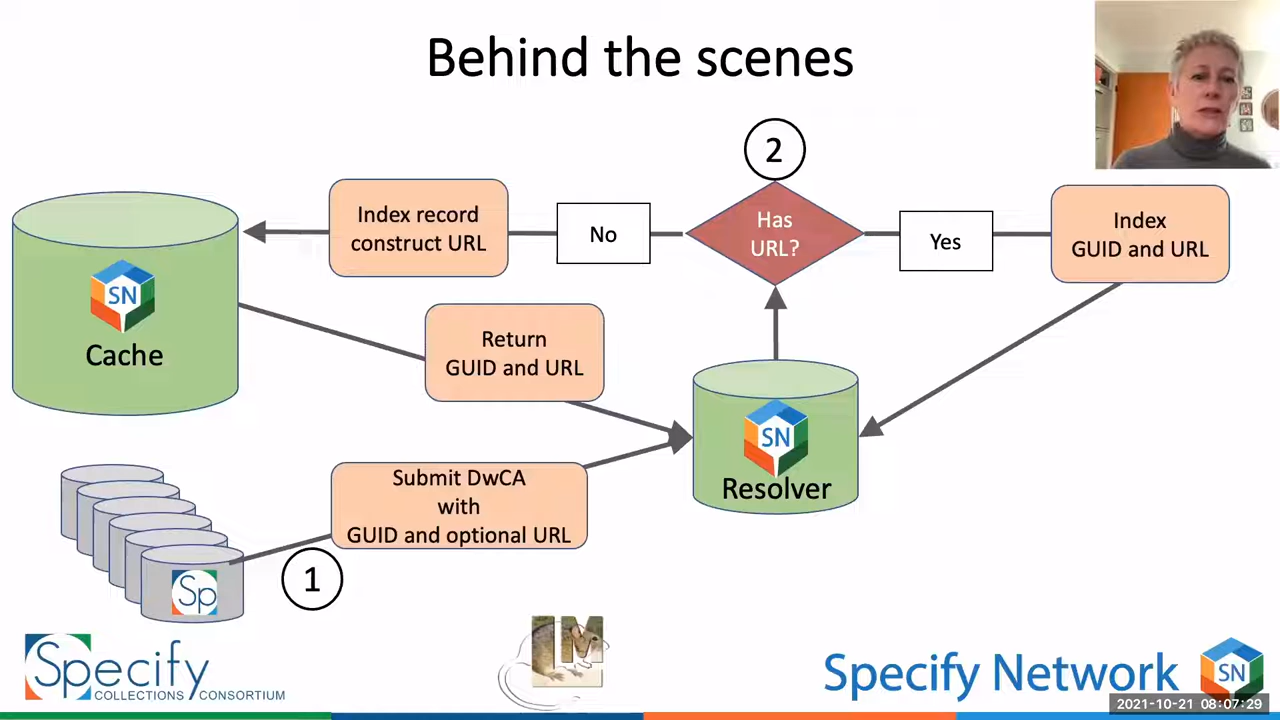 Behind the scenes
2
Index record
construct URL
No
Has
URL?
Yes
Index
GUID and URL
SN
Cache
Return
GUID and URL
SN
Resolver
Submit DwCA
with
GUID and optional URL
1
Sp
Specify
COLLECTIONS CONSORTIUM
LM
Specify Network
SN
2021-10-21 08:07:29